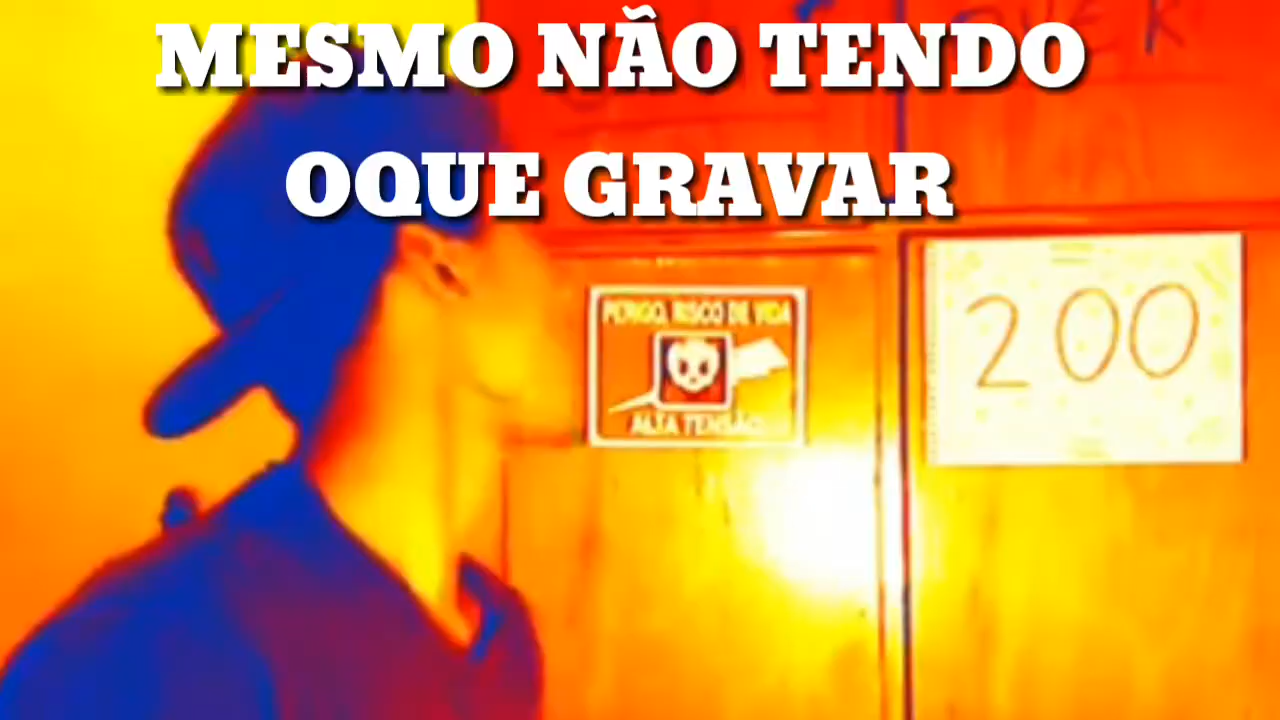 MESMO NÃO TENDO
OQUE GRAVAR
PERIGO, RISCO DE VIDA
ALTA TENSÃO
200